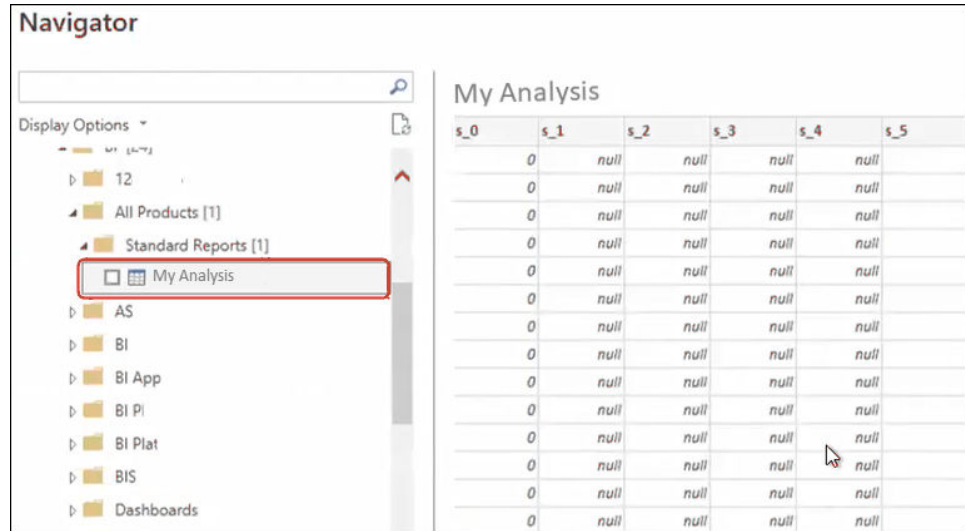 Navigator
Display Options
12
All Products [1]
Standard Reports [1]
My Analysis
AS
BI
BI App
BI Pl
BI Plat
BIS
Dashboards
My Analysis
s_0 s_1 s_2 s_3 s_4 s_5
0 null null null null
0 null null null null
0 null null null null
0 null null null null
0 null null null null
0 null null null null
0 null null null null
0 null null null null
0 null null null null
0 null null null null
0 null null null null
0 null null null null
0 null null null null
0 null null null null